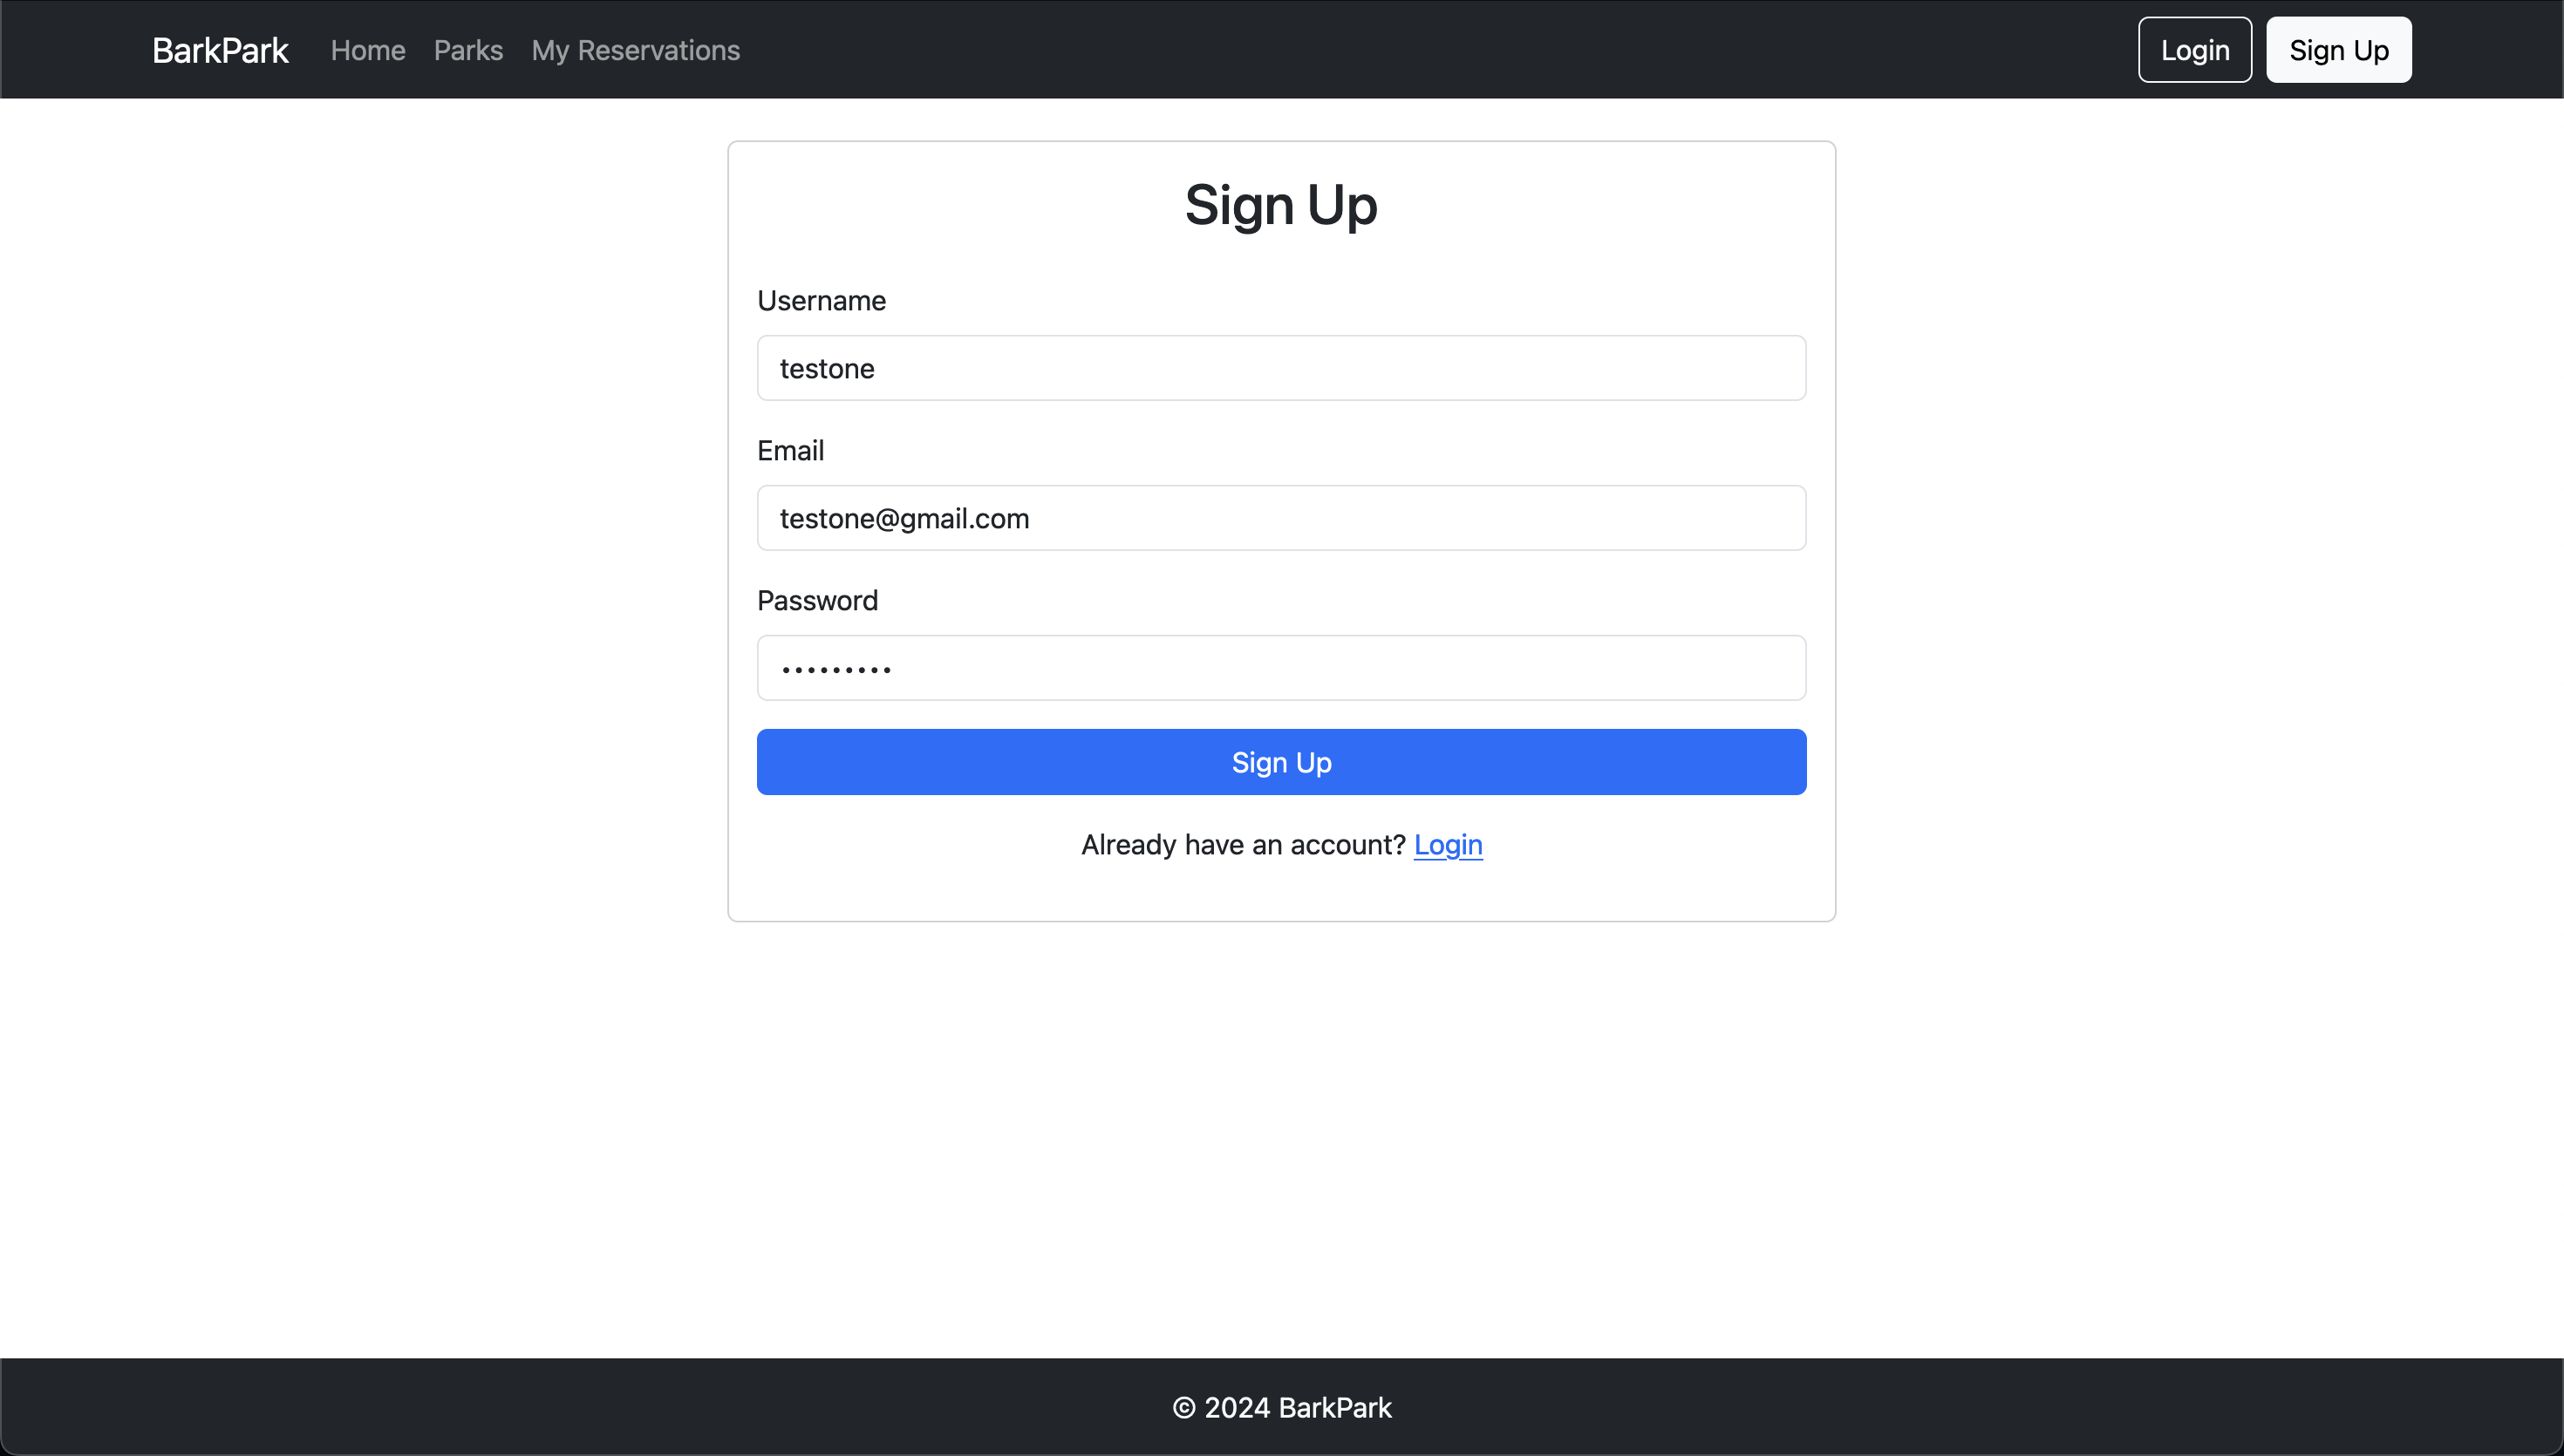 BarkPark Home Parks My Reservations Login Sign Up
Sign Up
Username
testone
Email
testone@gmail.com
Password
•••••••••
Sign Up
Already have an account? Login
© 2024 BarkPark